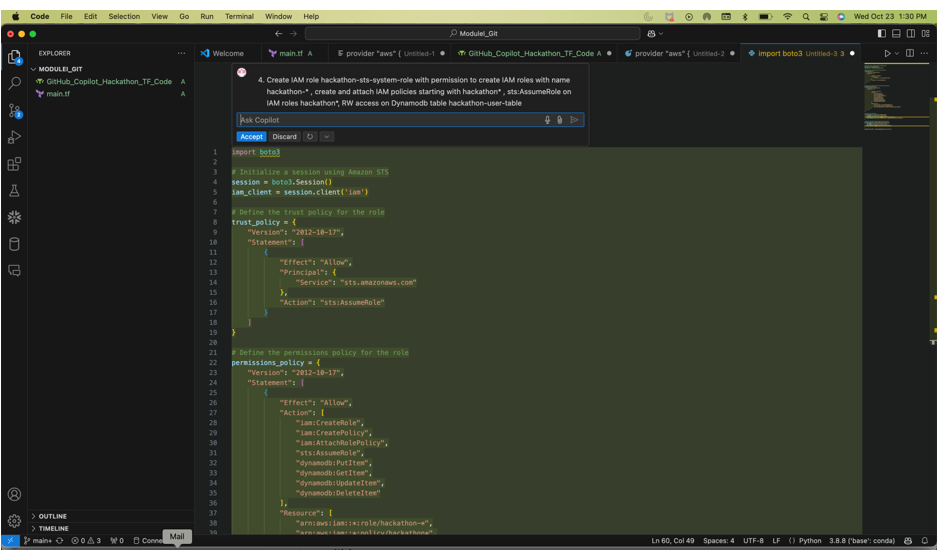 Code File Edit Selection View Go Run Terminal Window Help
Wed Oct 23 1:30 PM
ModuleI_Git
EXPLORER
Welcome
main.tf A
provider "aws" { Untitled-1
GitHub_Copilot_Hackathon_TF_Code A
provider "aws" { Untitled-2
import boto3 Untitled-3 3
MODULEI_GIT
GitHub_Copilot_Hackathon_TF_Code A
main.tf A
4. Create IAM role hackathon-sts-system-role with permission to create IAM roles with name
hackathon-* , create and attach IAM policies starting with hackathon* , sts:AssumeRole on
IAM roles hackathon*, RW access on Dynamodb table hackathon-user-table
Ask Copilot
Accept Discard
1 import boto3
2
3 # Initialize a session using Amazon STS
4 session = boto3.Session()
5 iam_client = session.client('iam')
6
7 # Define the trust policy for the role
8 trust_policy = {
9 "Version": "2012-10-17",
10 "Statement": [
11 {
12 "Effect": "Allow",
13 "Principal": {
14 "Service": "sts.amazonaws.com"
15 },
16 "Action": "sts:AssumeRole"
17 }
18 ]
19 }
20
21 # Define the permissions policy for the role
22 permissions_policy = {
23 "Version": "2012-10-17",
24 "Statement": [
25 {
26 "Effect": "Allow",
27 "Action": [
28 "iam:CreateRole",
29 "iam:CreatePolicy",
30 "iam:AttachRolePolicy",
31 "sts:AssumeRole",
32 "dynamodb:PutItem",
33 "dynamodb:GetItem",
34 "dynamodb:UpdateItem",
35 "dynamodb:DeleteItem"
36 ],
37 "Resource": [
38 "arn:aws:iam::*:role/hackathon-*",
39 "arn:aws:iam::*:policy/hackathon*",
OUTLINE
TIMELINE
Mail
main+ 0 3 0 Conne
Ln 60, Col 49 Spaces: 4 UTF-8 LF {} Python 3.8.8 ('base': conda)